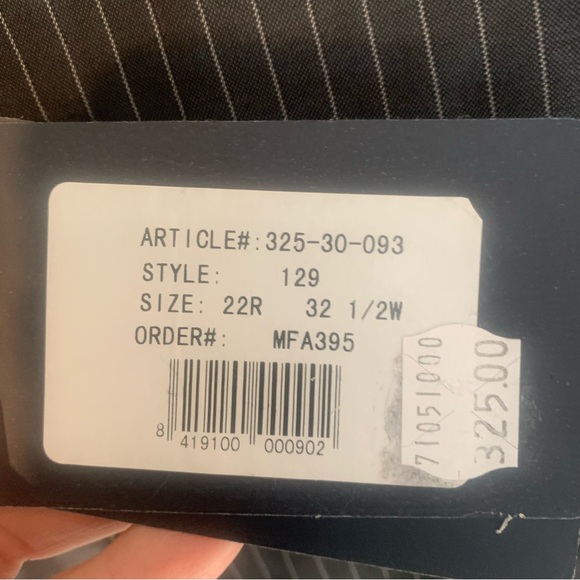 ARTICLE#: 325-30-093
STYLE: 129
SIZE: 22R 32 1/2W
ORDER#: MFA395
8 419100 000902
71051000
325.00